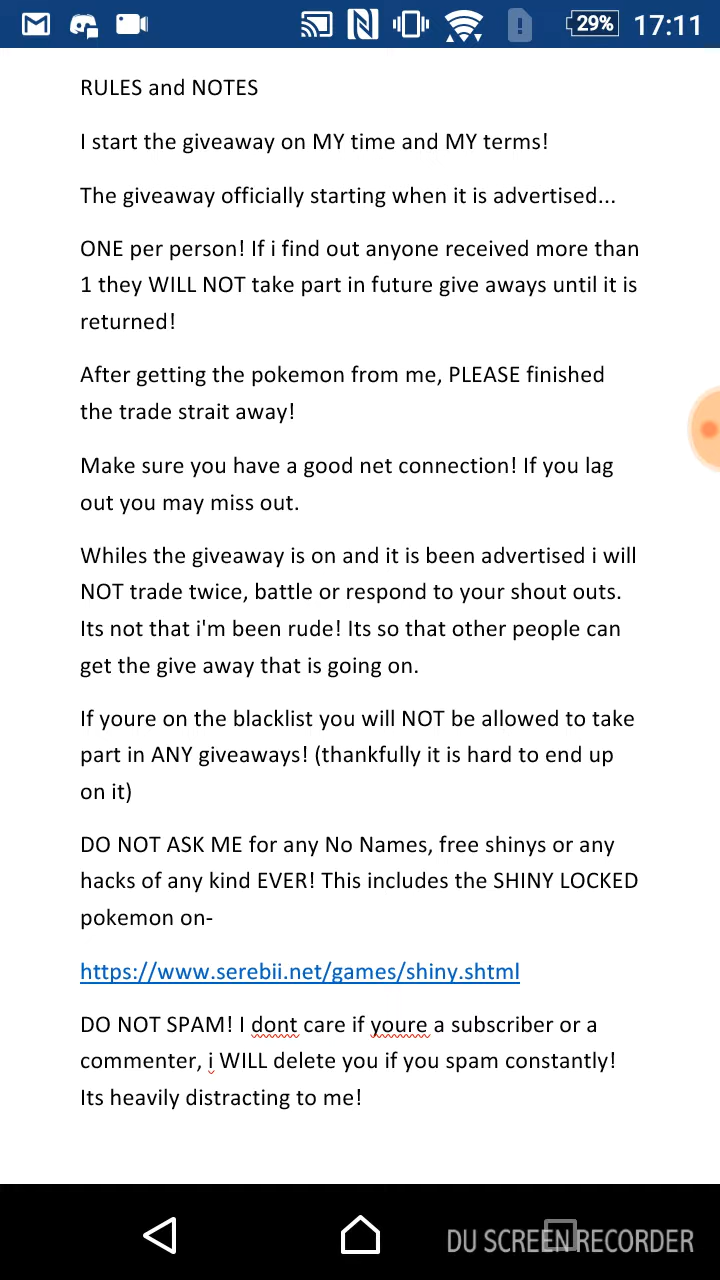 29% 17:11
RULES and NOTES
I start the giveaway on MY time and MY terms!
The giveaway officially starting when it is advertised...
ONE per person! If i find out anyone received more than
1 they WILL NOT take part in future give aways until it is
returned!
After getting the pokemon from me, PLEASE finished
the trade strait away!
Make sure you have a good net connection! If you lag
out you may miss out.
Whiles the giveaway is on and it is been advertised i will
NOT trade twice, battle or respond to your shout outs.
Its not that i'm been rude! Its so that other people can
get the give away that is going on.
If youre on the blacklist you will NOT be allowed to take
part in ANY giveaways! (thankfully it is hard to end up
on it)
DO NOT ASK ME for any No Names, free shinys or any
hacks of any kind EVER! This includes the SHINY LOCKED
pokemon on-
https://www.serebii.net/games/shiny.shtml
DO NOT SPAM! I dont care if youre a subscriber or a
commenter, i WILL delete you if you spam constantly!
Its heavily distracting to me!
DU SCREEN RECORDER